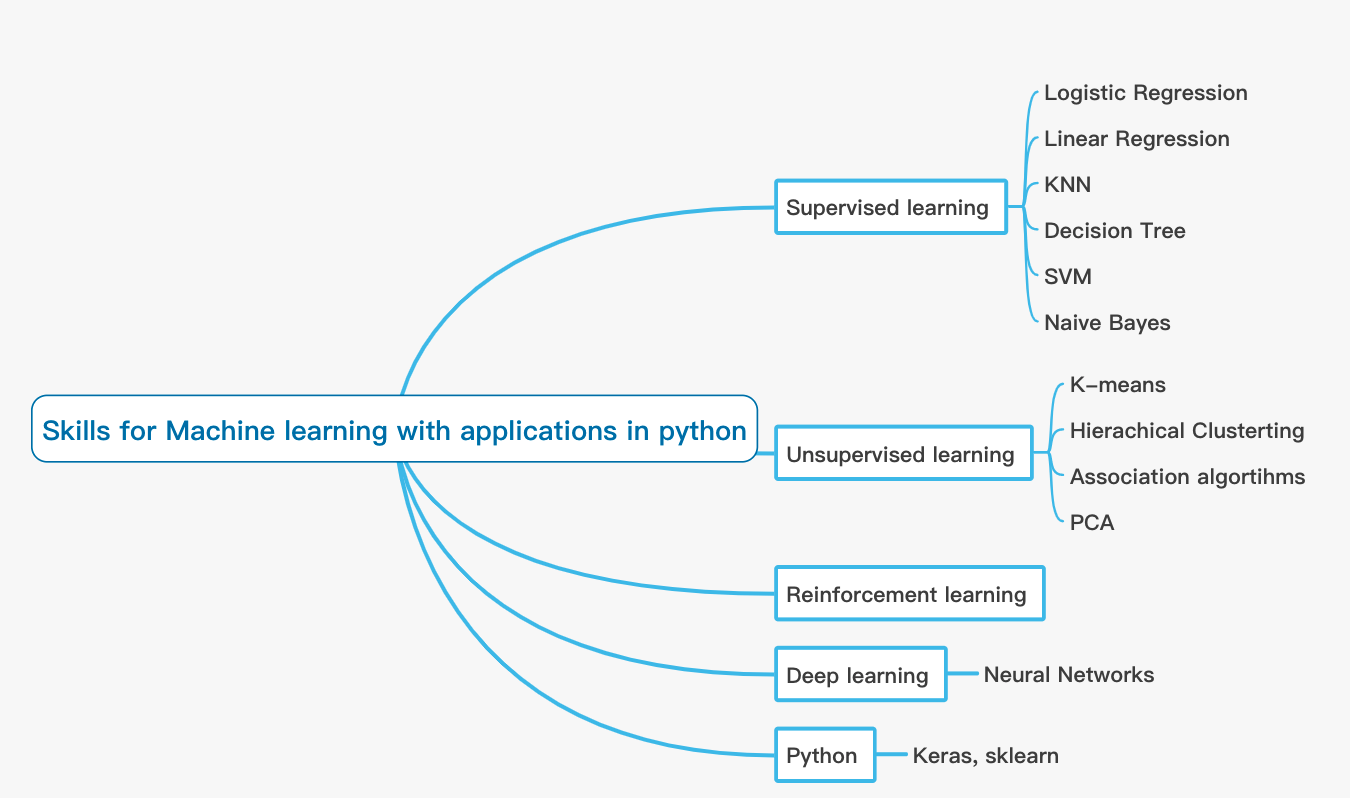 Logistic Regression
Linear Regression
KNN
Supervised learning
Decision Tree
SVM
Naive Bayes
Skills for Machine learning with applications in python
K-means
Hierachical Clusterting
Unsupervised learning
Association algortihms
PCA
Reinforcement learning
Deep learning
Neural Networks
Python
Keras, sklearn